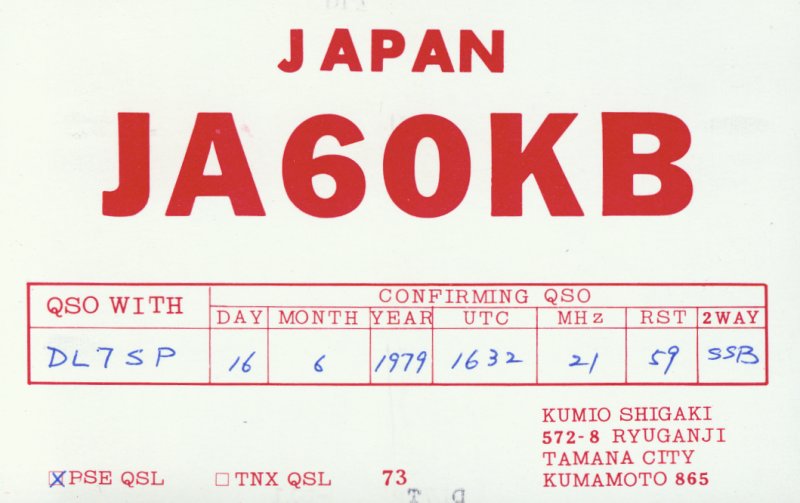 JAPAN
JA6OKB
QSO WITH
CONFIRMING QSO
DAY MONTH YEAR UTC MHz RST 2WAY
DL7SP 16 6 1979 1632 21 59 SSB
KUMIO SHIGAKI
572-8 RYUGANJI
TAMANA CITY
☒ PSE QSL ☐ TNX QSL 73 KUMAMOTO 865